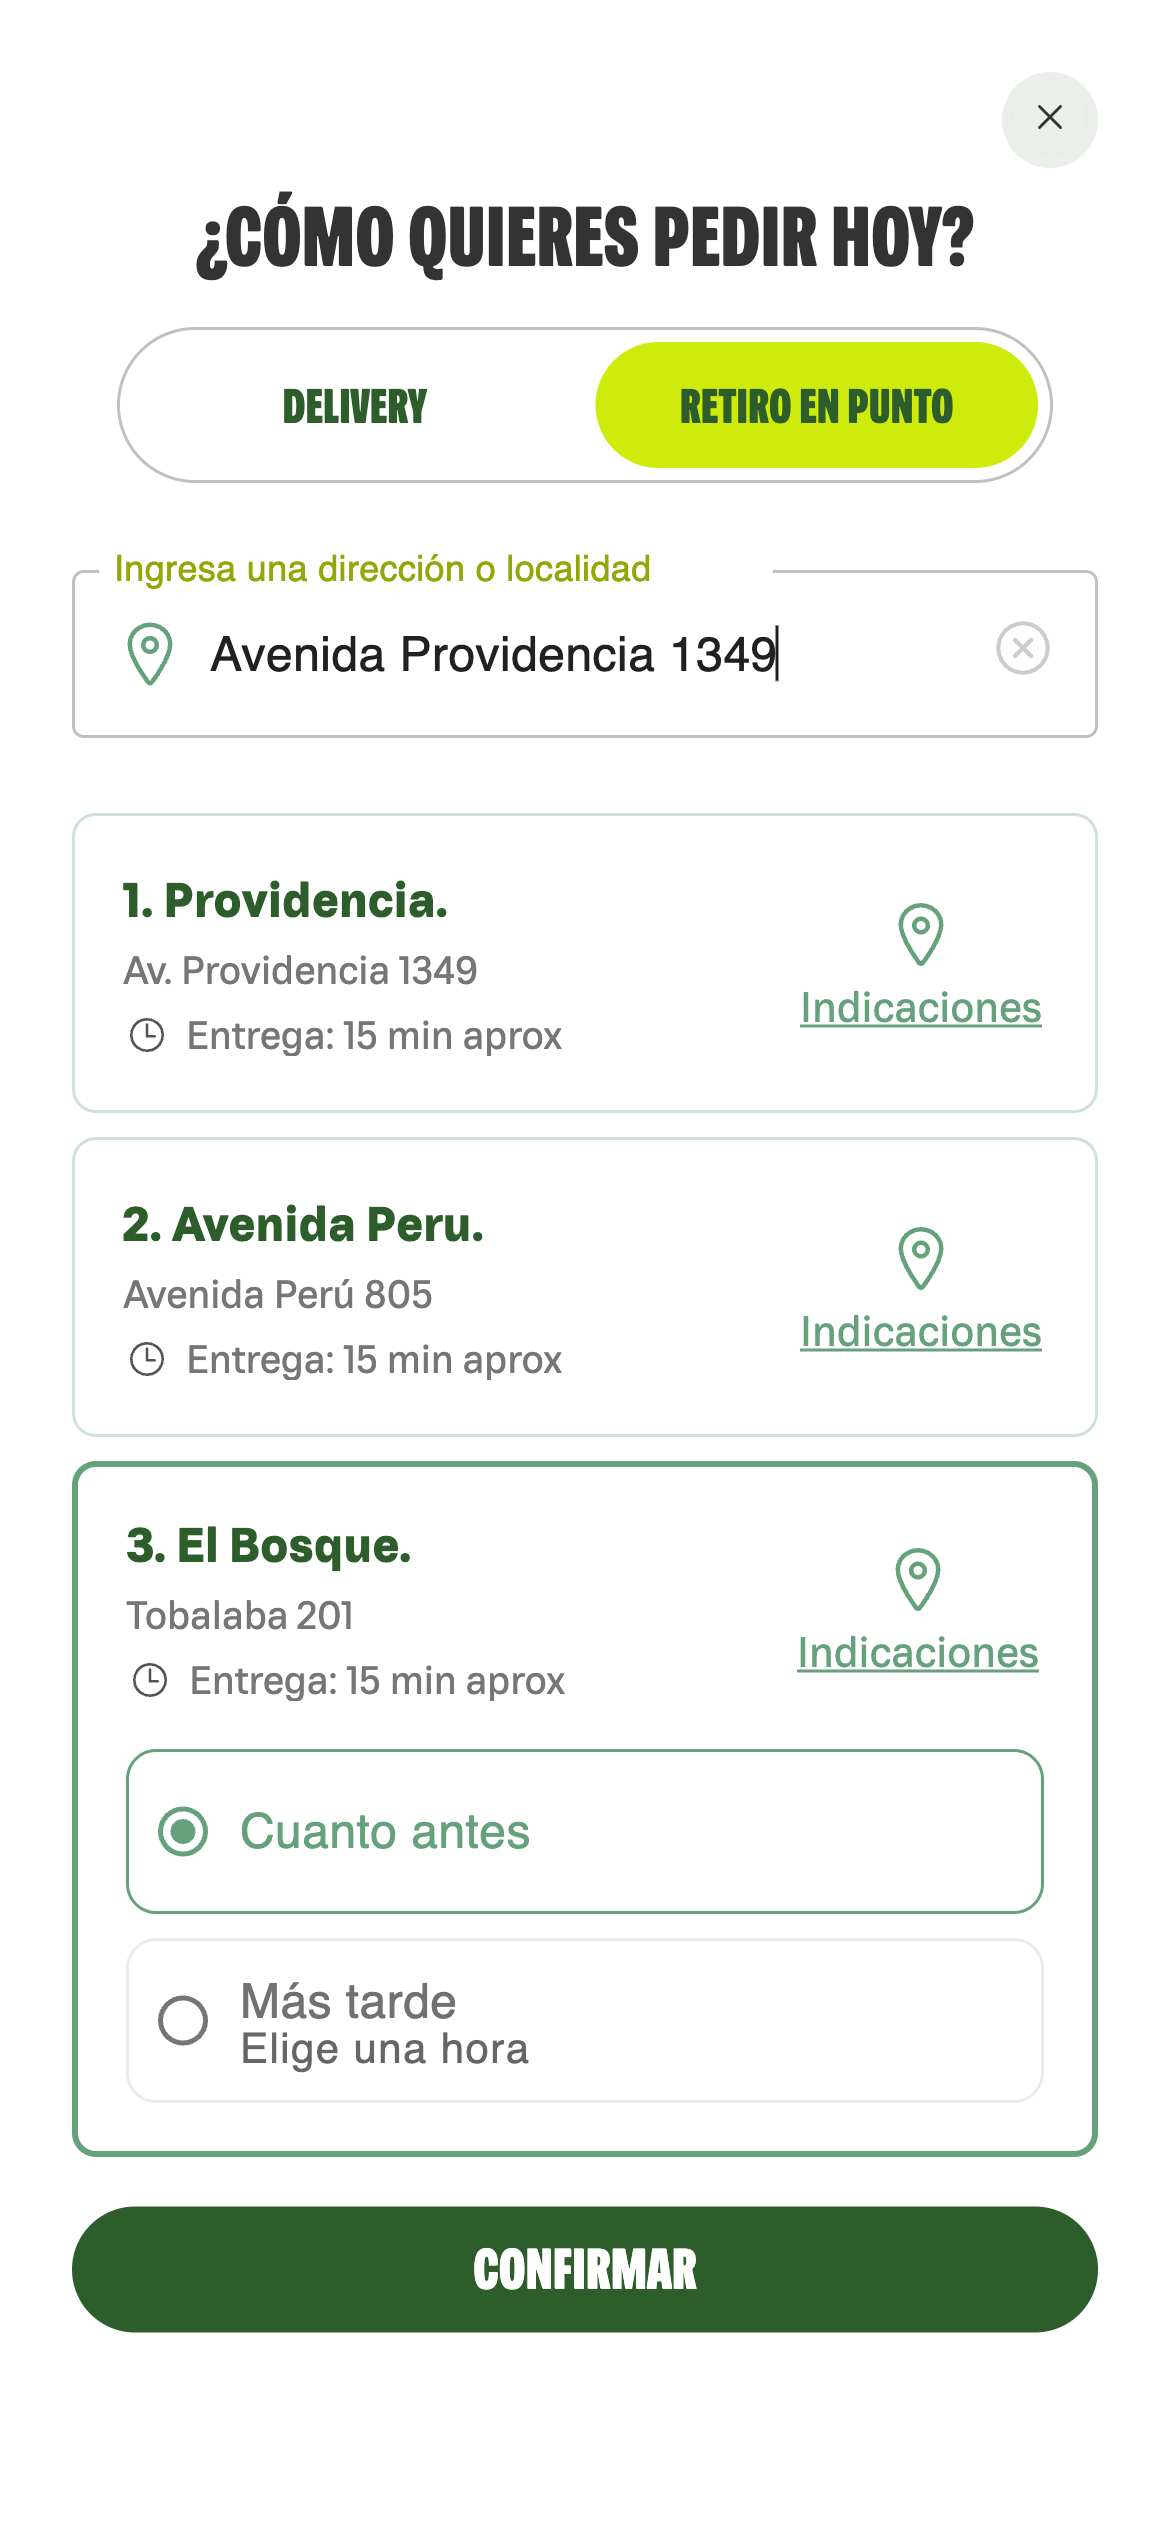 ¿CÓMO QUIERES PEDIR HOY?
DELIVERY
RETIRO EN PUNTO
Ingresa una dirección o localidad
Avenida Providencia 1349
1. Providencia.
Av. Providencia 1349
Entrega: 15 min aprox
Indicaciones
2. Avenida Peru.
Avenida Perú 805
Entrega: 15 min aprox
Indicaciones
3. El Bosque.
Tobalaba 201
Entrega: 15 min aprox
Indicaciones
Cuanto antes
Más tarde
Elige una hora
CONFIRMAR